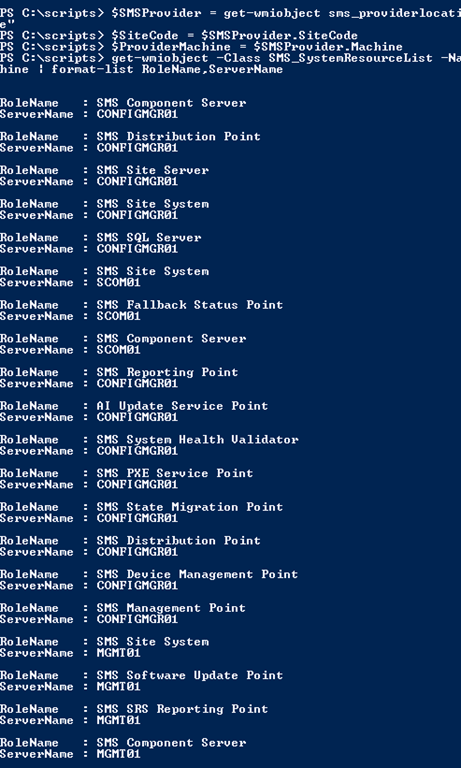 PS C:\scripts> $SMSProvider = get-wmiobject sms_providerlocati
e"
PS C:\scripts> $SiteCode = $SMSProvider.SiteCode
PS C:\scripts> $ProviderMachine = $SMSProvider.Machine
PS C:\scripts> get-wmiobject -Class SMS_SystemResourceList -Na
hine | format-list RoleName,ServerName
RoleName : SMS Component Server
ServerName : CONFIGMGR01
RoleName : SMS Distribution Point
ServerName : CONFIGMGR01
RoleName : SMS Site Server
ServerName : CONFIGMGR01
RoleName : SMS Site System
ServerName : CONFIGMGR01
RoleName : SMS SQL Server
ServerName : CONFIGMGR01
RoleName : SMS Site System
ServerName : SCOM01
RoleName : SMS Fallback Status Point
ServerName : SCOM01
RoleName : SMS Component Server
ServerName : SCOM01
RoleName : SMS Reporting Point
ServerName : CONFIGMGR01
RoleName : AI Update Service Point
ServerName : CONFIGMGR01
RoleName : SMS System Health Validator
ServerName : CONFIGMGR01
RoleName : SMS PXE Service Point
ServerName : CONFIGMGR01
RoleName : SMS State Migration Point
ServerName : CONFIGMGR01
RoleName : SMS Distribution Point
ServerName : CONFIGMGR01
RoleName : SMS Device Management Point
ServerName : CONFIGMGR01
RoleName : SMS Management Point
ServerName : CONFIGMGR01
RoleName : SMS Site System
ServerName : MGMT01
RoleName : SMS Software Update Point
ServerName : MGMT01
RoleName : SMS SRS Reporting Point
ServerName : MGMT01
RoleName : SMS Component Server
ServerName : MGMT01